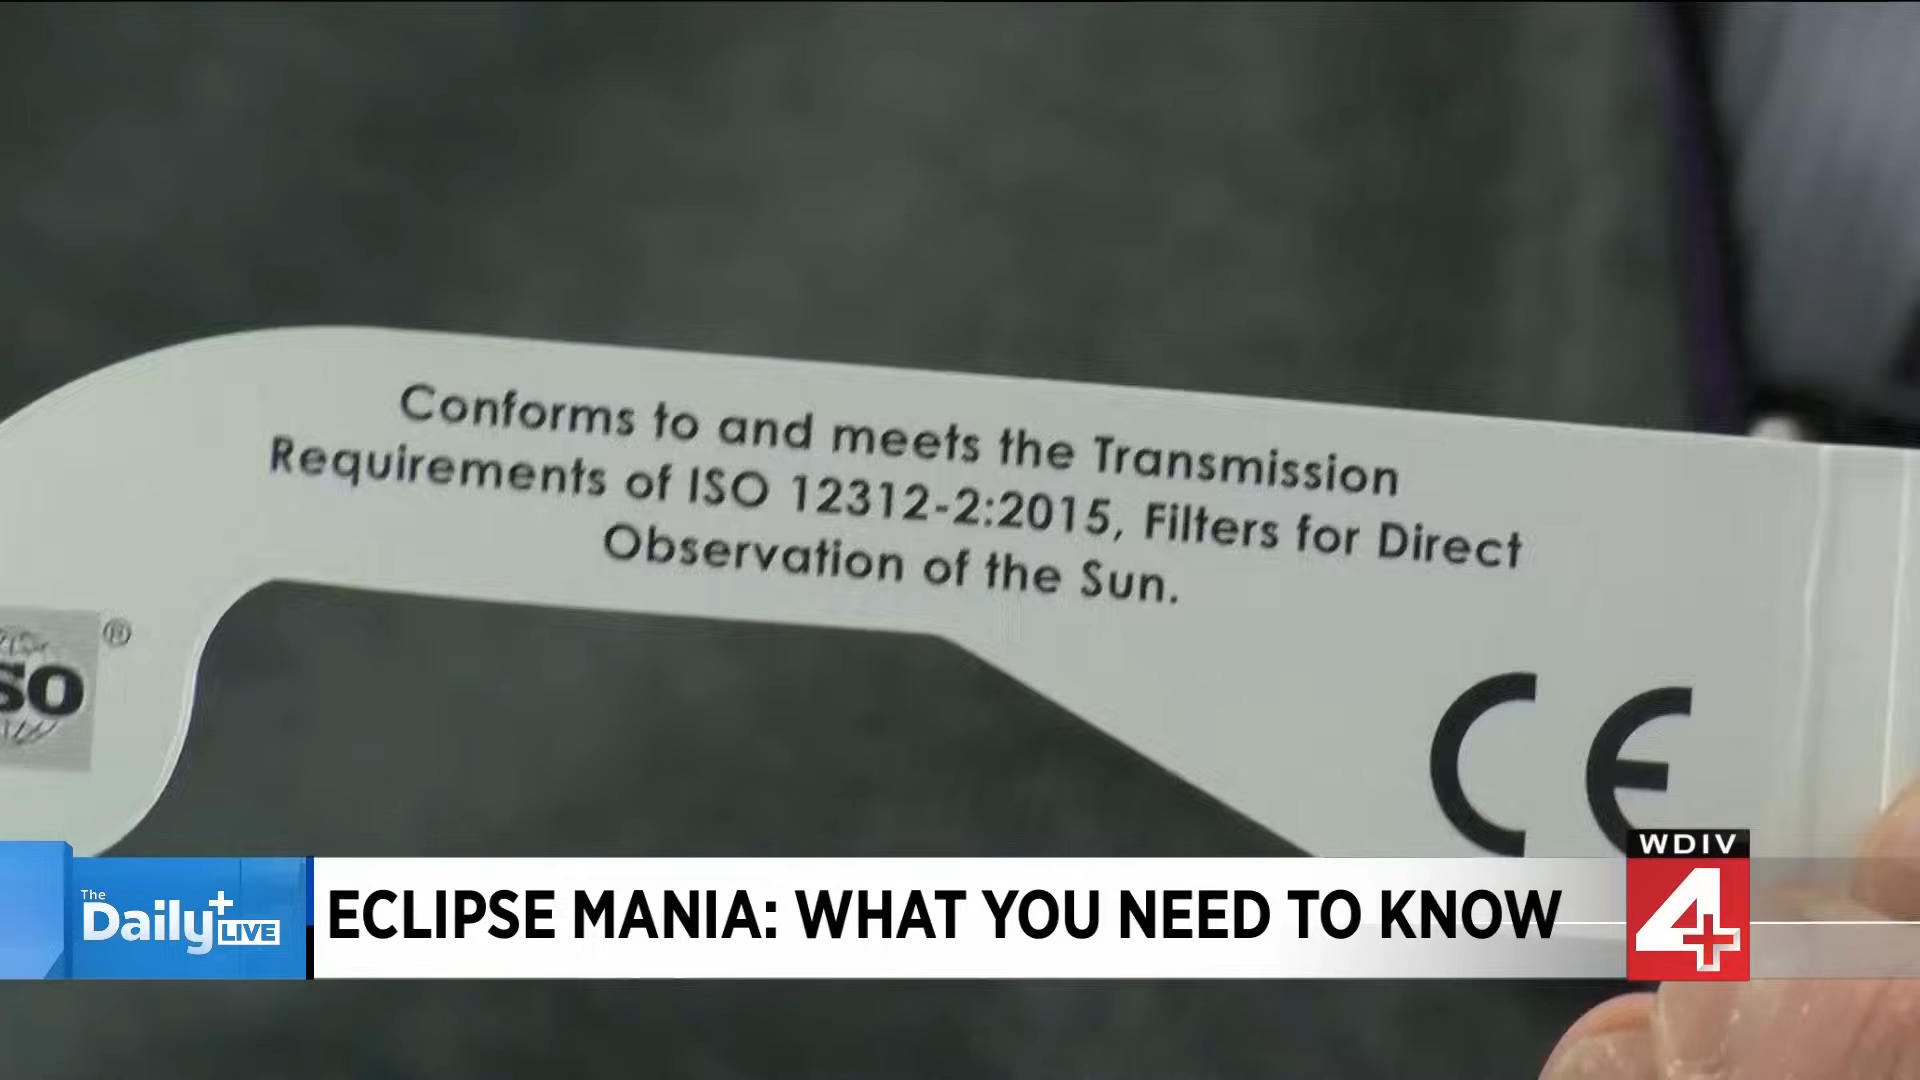 Conforms to and meets the Transmission
Requirements of ISO 12312-2:2015, Filters for Direct
Observation of the Sun.
®
SO
CE
WDIV
4+
The
Daily+
LIVE
ECLIPSE MANIA: WHAT YOU NEED TO KNOW